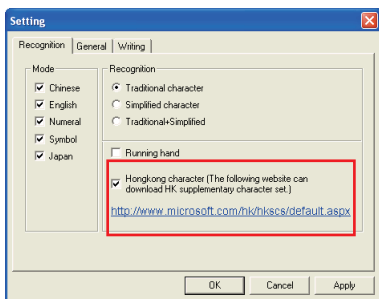 Setting
Recognition General Writing
Mode
Chinese
English
Numeral
Symbol
Japan
Recognition
Traditional character
Simplified character
Traditional+Simplified
Running hand
Hongkong character (The following website can
download HK supplementary character set.)
http://www.microsoft.com/hk/hkscs/default.aspx
OK Cancel Apply